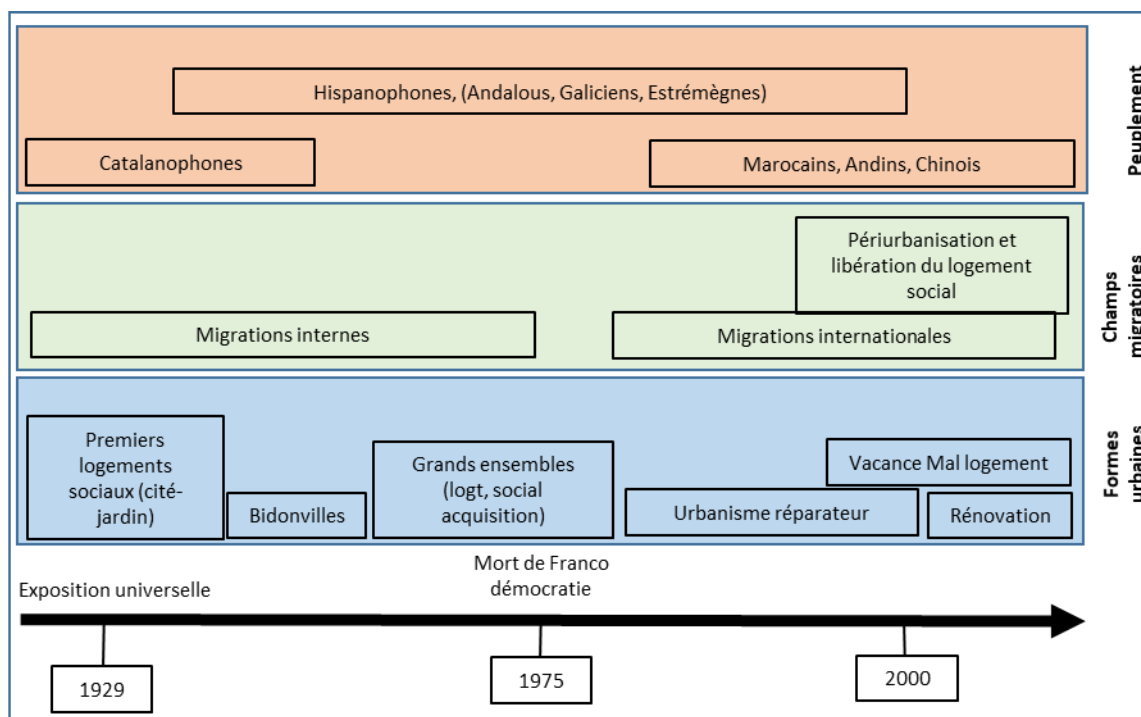 Hispanophones, (Andalous, Galiciens, Estrémègnes)
Catalanophones
Marocains, Andins, Chinois
Peuplement
Périurbanisation et
libération du logement
social
Migrations internes
Migrations internationales
Champs
migratoires
Premiers
logements
sociaux (cité-
jardin)
Bidonvilles
Grands ensembles
(logt, social
acquisition)
Vacance Mal logement
Urbanisme réparateur
Rénovation
Formes
urbaines
Exposition universelle
Mort de Franco
démocratie
1929
1975
2000